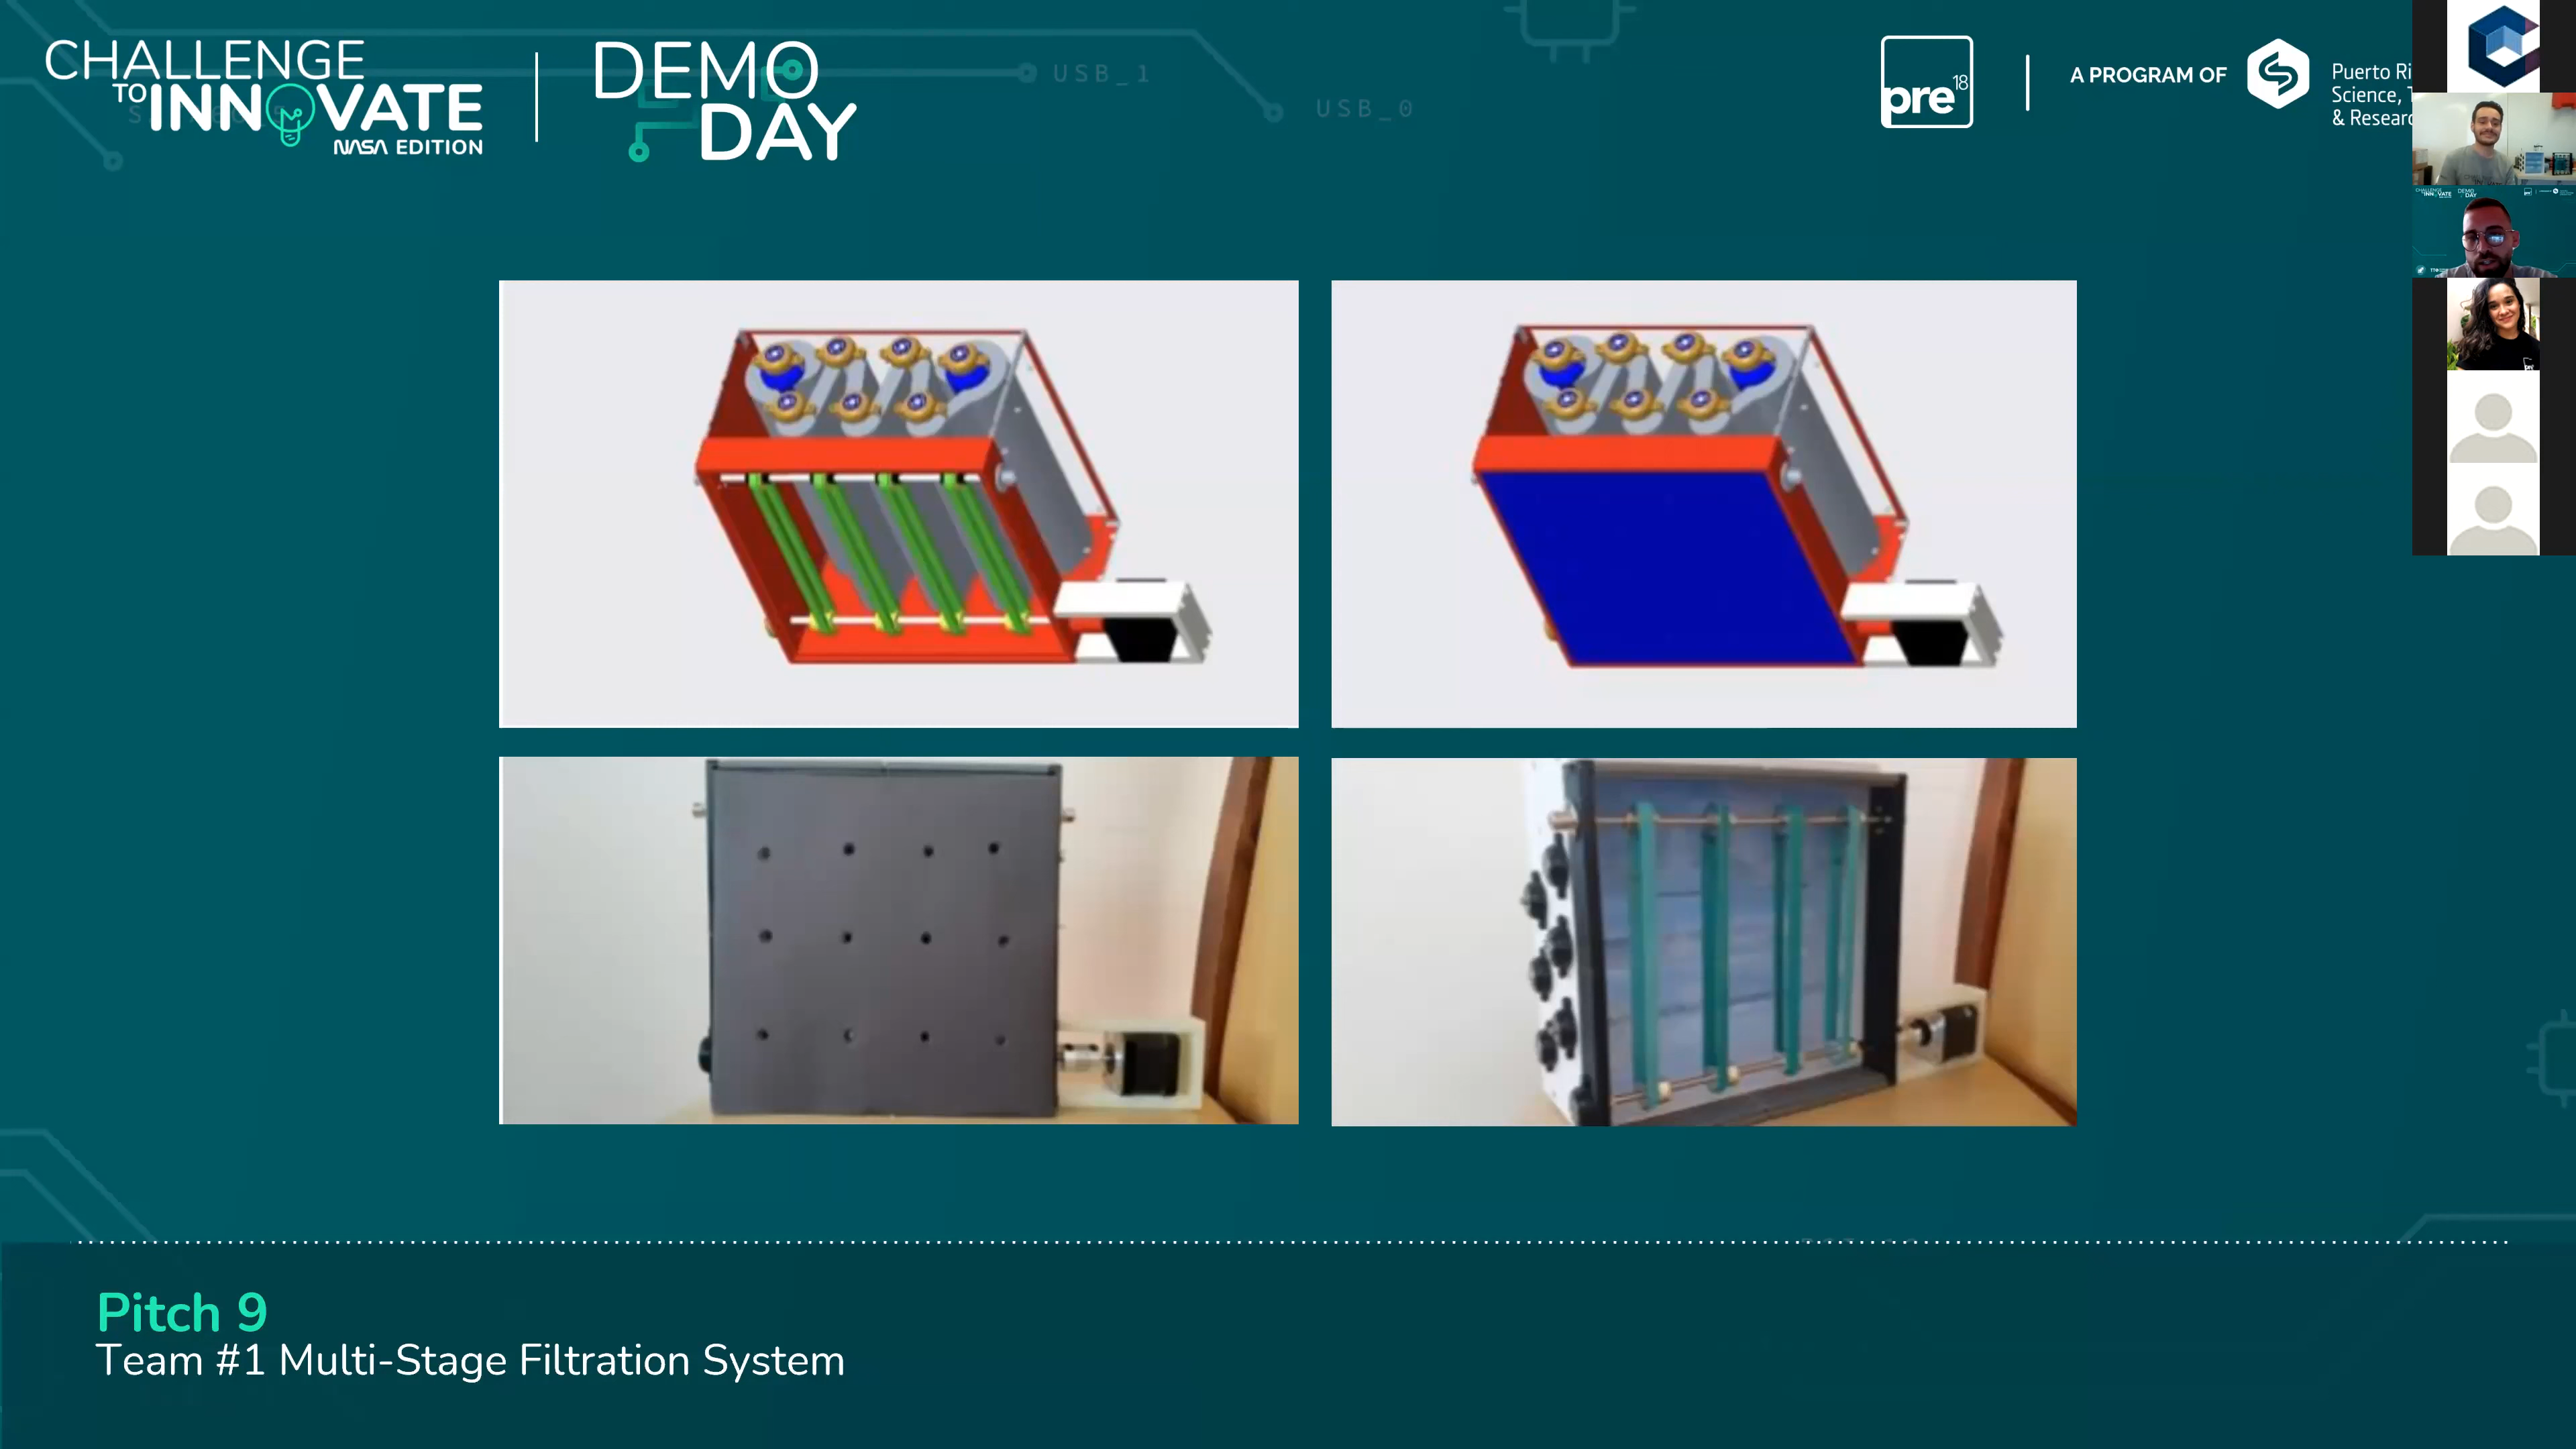 CHALLENGE
TO INNOVATE
NASA EDITION
DEMO
DAY
USB_1
USB_0
pre18
A PROGRAM OF
Puerto Ri
Science, T
& Researc
Pitch 9
Team #1 Multi-Stage Filtration System